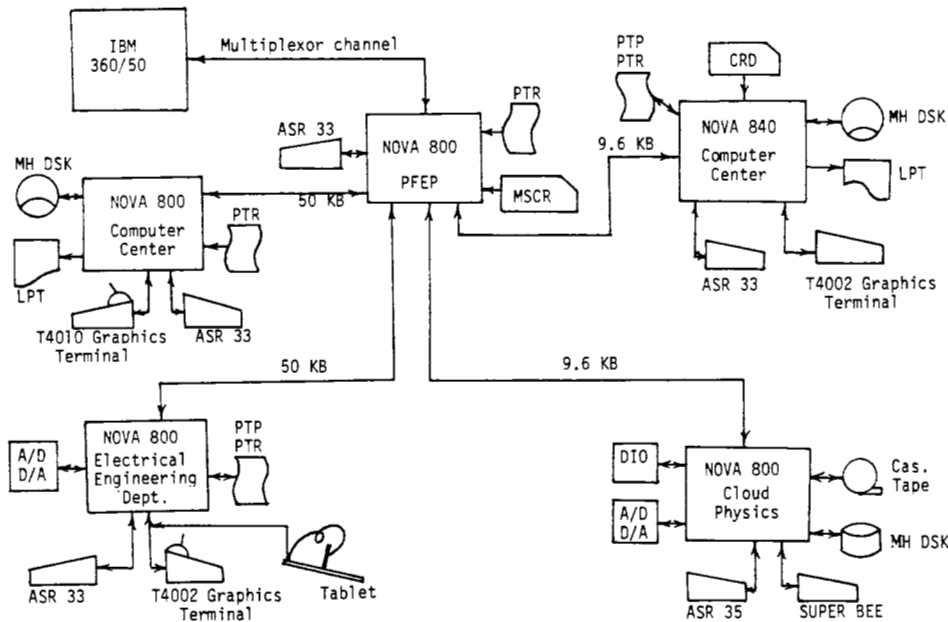 IBM
360/50
Multiplexor channel
PTP
PTR
CRD
PTR
ASR 33
NOVA 800
PFEP
MSCR
9.6 KB
NOVA 840
Computer
Center
MH DSK
LPT
MH DSK
NOVA 800
Computer
Center
50 KB
PTR
LPT
T4010 Graphics
Terminal
ASR 33
ASR 33
T4002 Graphics
Terminal
50 KB
9.6 KB
A/D
D/A
NOVA 800
Electrical
Engineering
Dept.
PTP
PTR
DIO
A/D
D/A
NOVA 800
Cloud
Physics
Cas.
Tape
MH DSK
ASR 33
T4002 Graphics
Terminal
Tablet
ASR 35
SUPER BEE